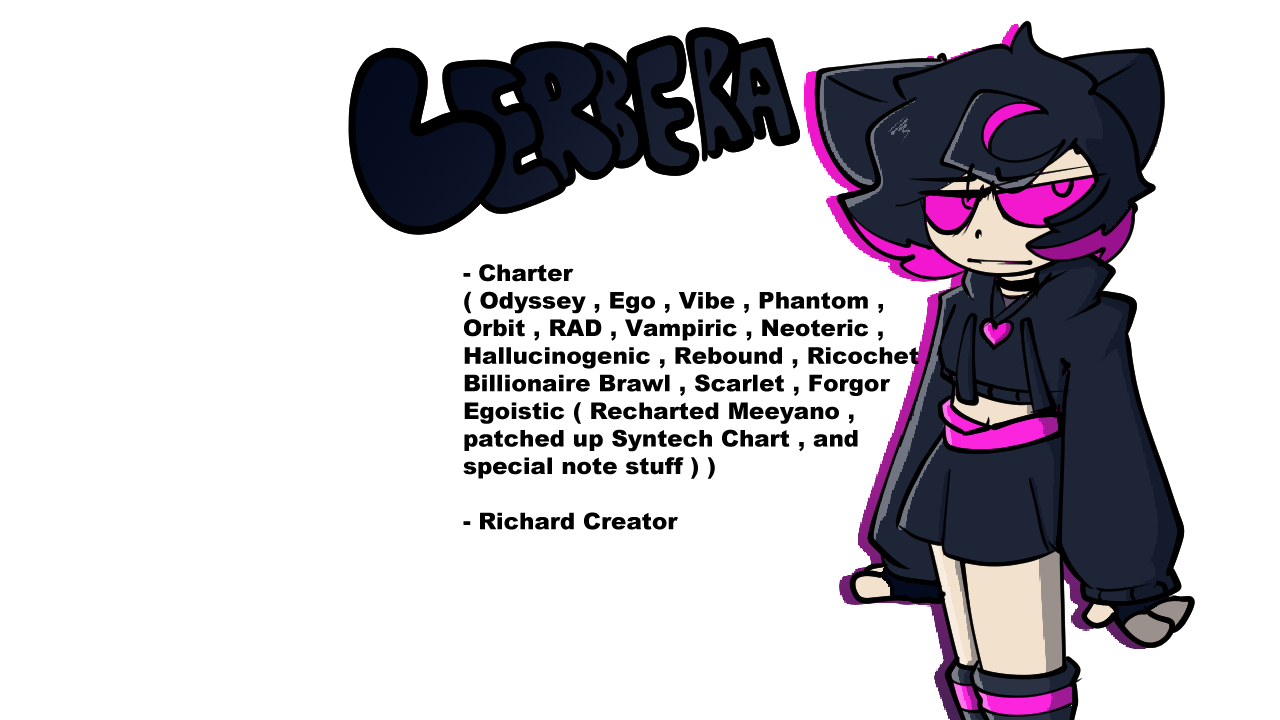 CERBERA
- Charter
( Odyssey , Ego , Vibe , Phantom ,
Orbit , RAD , Vampiric , Neoteric ,
Hallucinogenic , Rebound , Ricochet
Billionaire Brawl , Scarlet , Forgor
Egoistic ( Recharted Meeyano ,
patched up Syntech Chart , and
special note stuff ) )
- Richard Creator